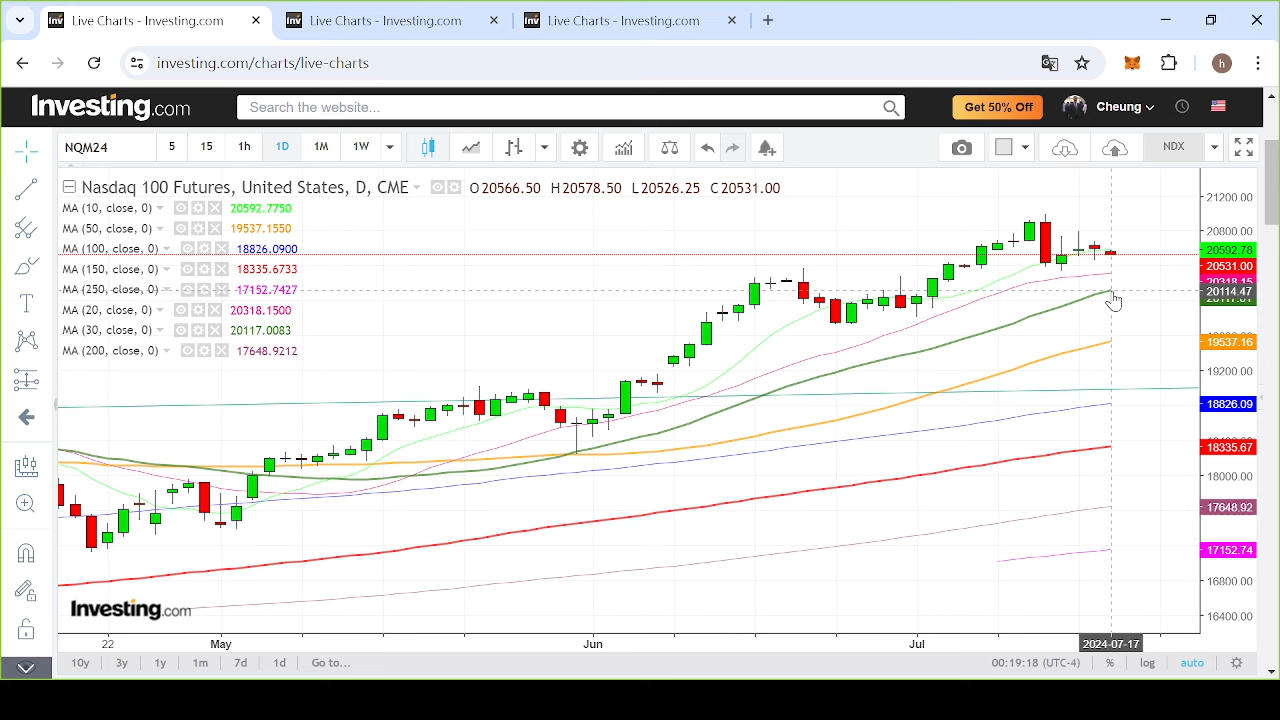 Live Charts - Investing.com
Live Charts - Investing.com
Live Charts - Investing.com
investing.com/charts/live-charts
h
Investing.com
Search the website...
Get 50% Off
Cheung
NQM24
5
15
1h
1D
1M
1W
NDX
Nasdaq 100 Futures, United States, D, CME
O 20566.50 H 20578.50 L 20526.25 C 20531.00
MA (10, close, 0) 20592.7750
MA (50, close, 0) 19537.1550
MA (100, close, 0) 18826.0900
MA (150, close, 0) 18335.6733
MA (250, close, 0) 17152.7427
MA (20, close, 0) 20318.1500
MA (30, close, 0) 20117.0083
MA (200, close, 0) 17648.9212
21200.00
20800.00
20592.78
20531.00
20318.15
20114.47
19537.16
19200.00
18826.09
18335.67
18000.00
17648.92
17152.74
16800.00
16400.00
Investing.com
22
May
Jun
Jul
2024-07-17
10y
3y
1y
1m
7d
1d
Go to...
00:19:18 (UTC-4)
%
log
auto